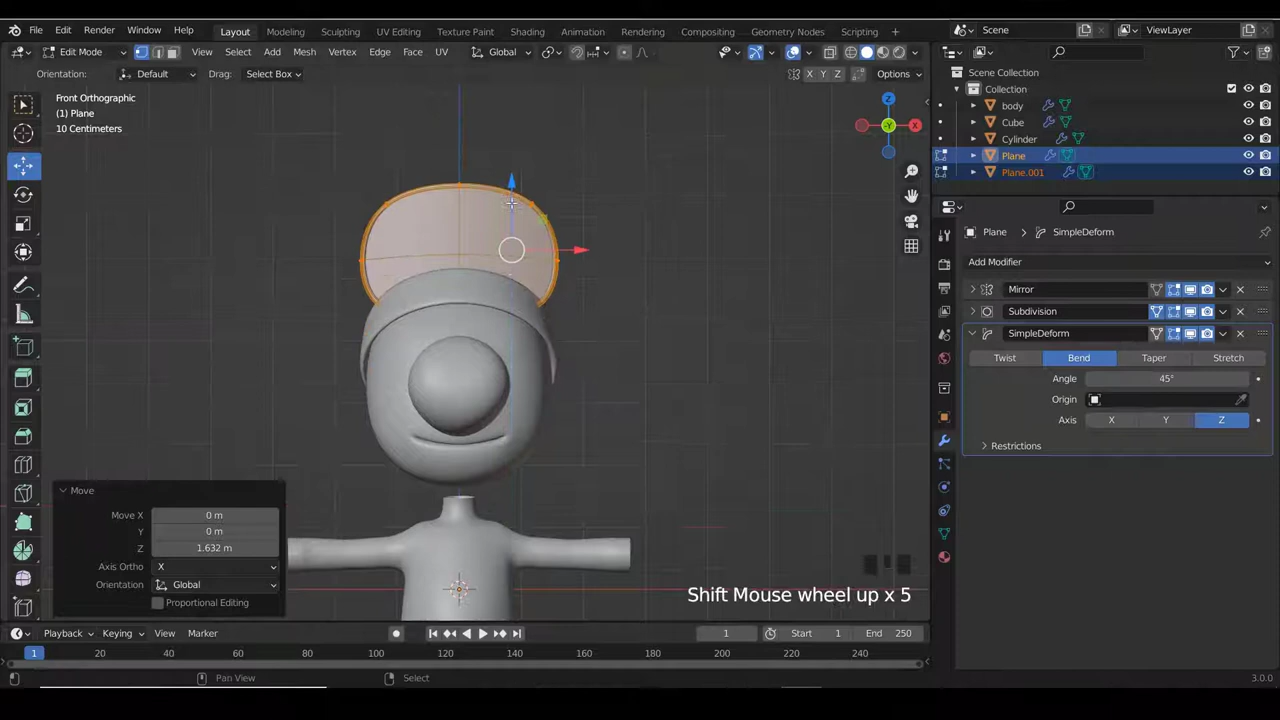 File Edit Render Window Help Layout Modeling Sculpting UV Editing Texture Paint Shading Animation Rendering Compositing Geometry Nodes Scripting + Scene ViewLayer
Edit Mode View Select Add Mesh Vertex Edge Face UV Global
Orientation: Default Drag: Select Box X Y Z Options
Front Orthographic
(1) Plane
10 Centimeters
Z
-Y
X
Scene Collection
Collection
body
Cube
Cylinder
Plane
Plane.001
Plane SimpleDeform
Add Modifier
Mirror
Subdivision
SimpleDeform
Twist Bend Taper Stretch
Angle 45°
Origin
Axis X Y Z
Restrictions
Move
Move X 0 m
Y 0 m
Z 1.632 m
Axis Ortho X
Orientation Global
Proportional Editing
Shift Mouse wheel up x 5
Playback Keying View Marker 1 Start 1 End 250
1 20 40 60 80 100 120 140 160 180 200 220 240
Pan View Select 3.0.0